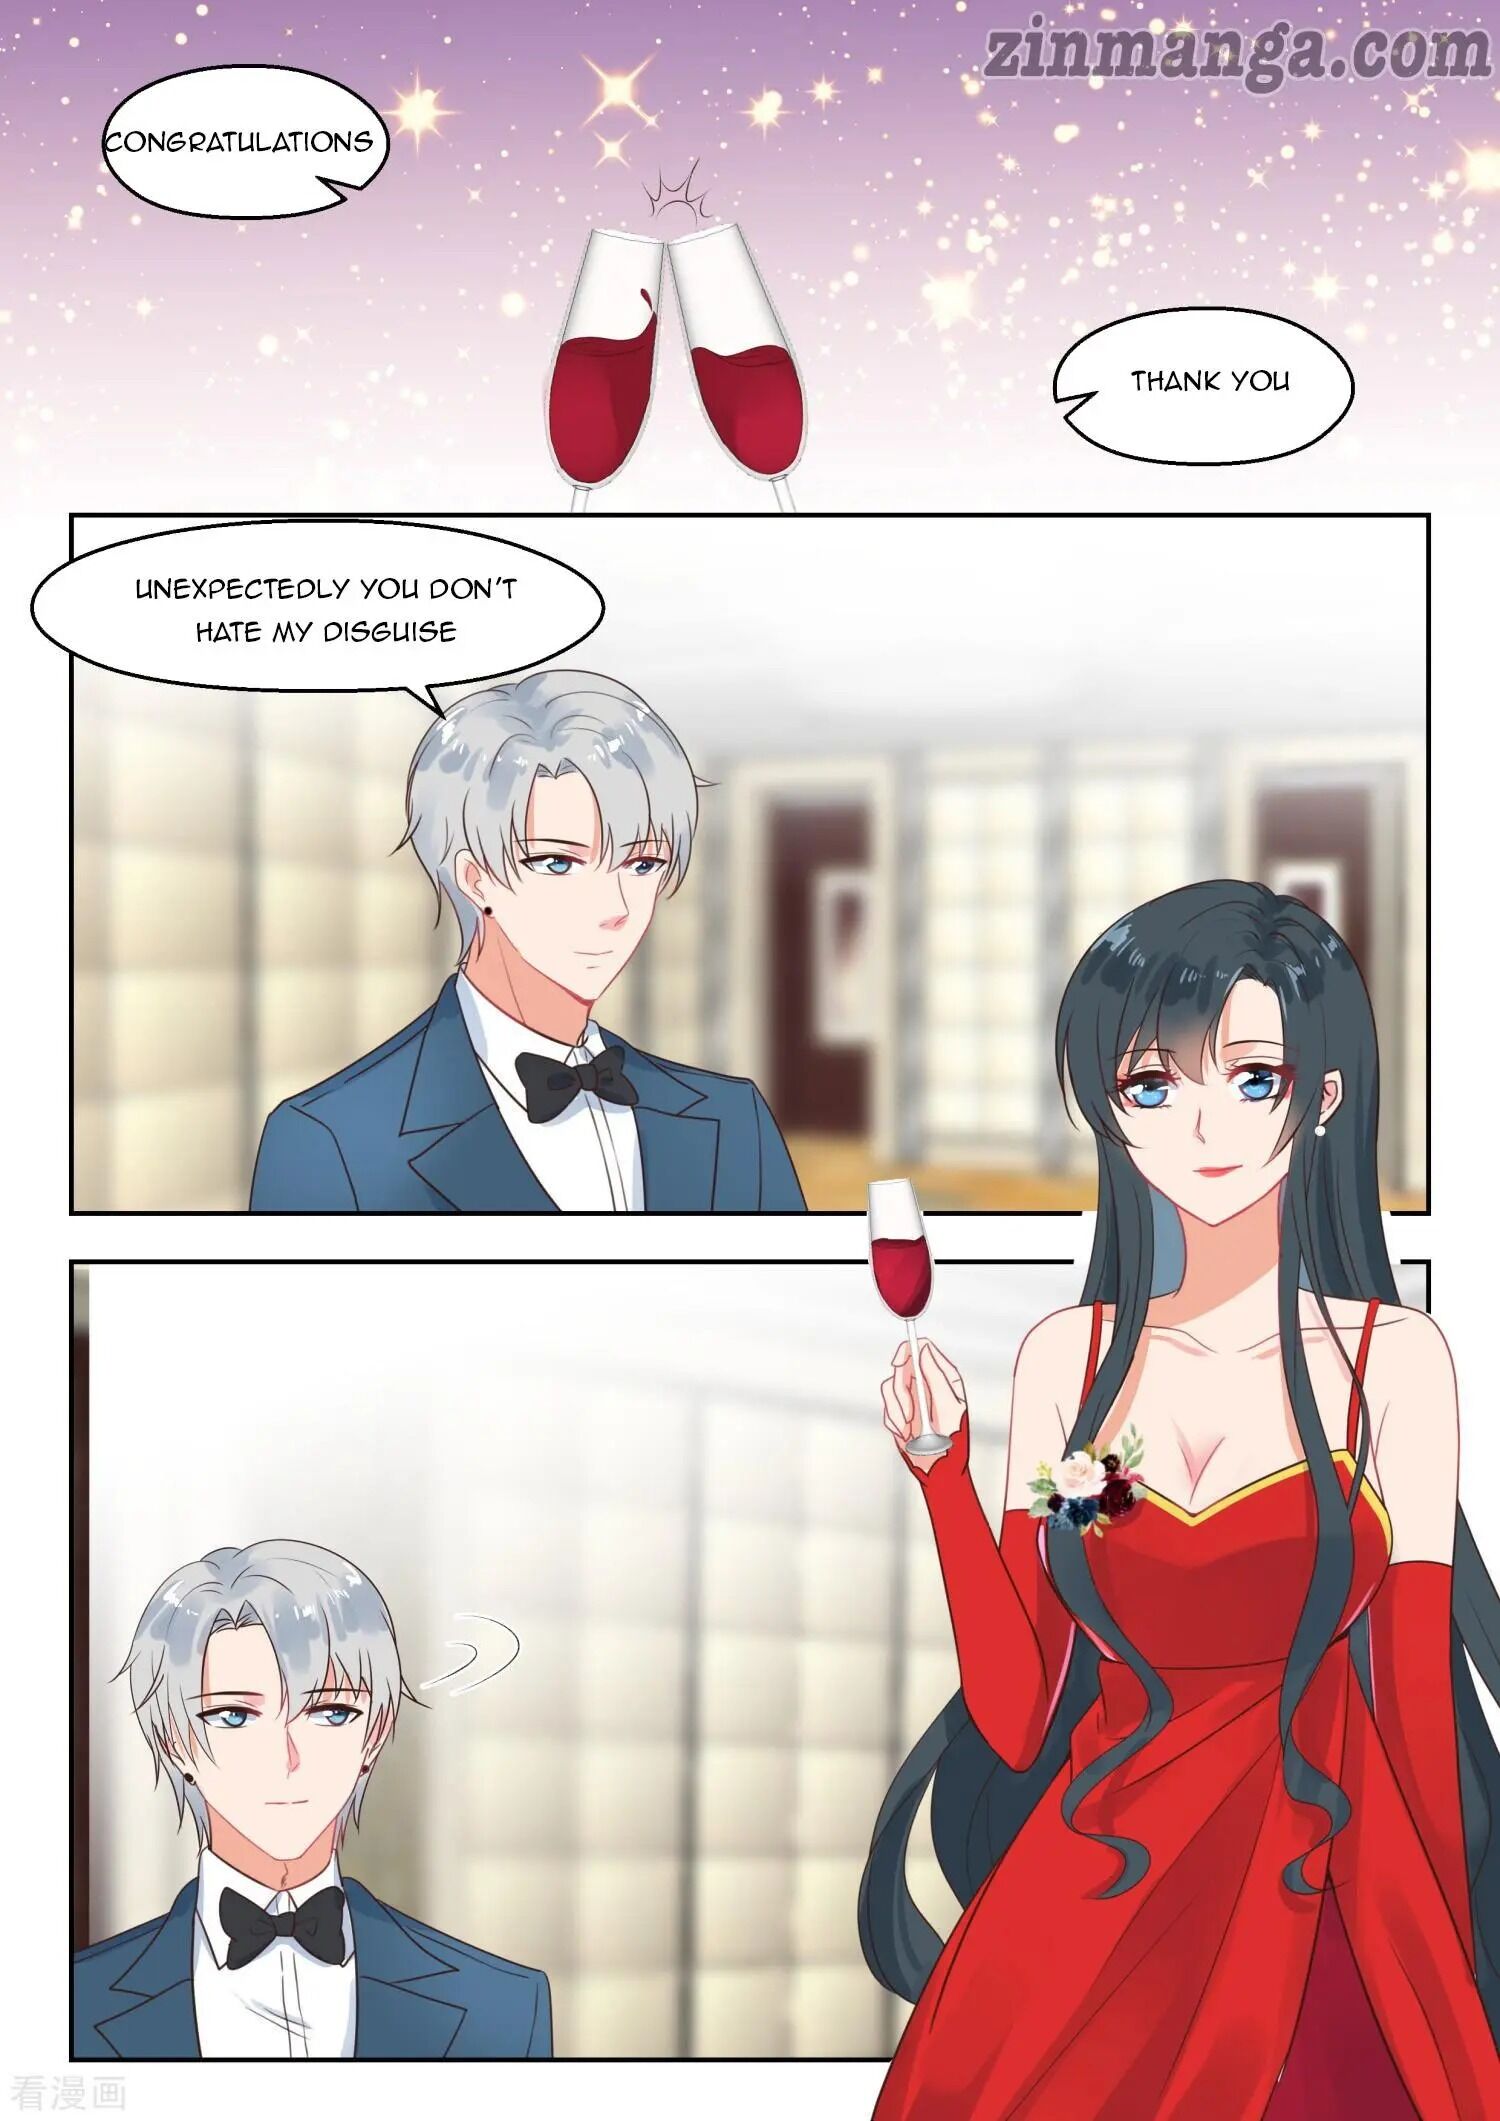 zinmanga.com
CONGRATULATIONS
THANK YOU
UNEXPECTEDLY YOU DON'T
HATE MY DISGUISE
看漫画